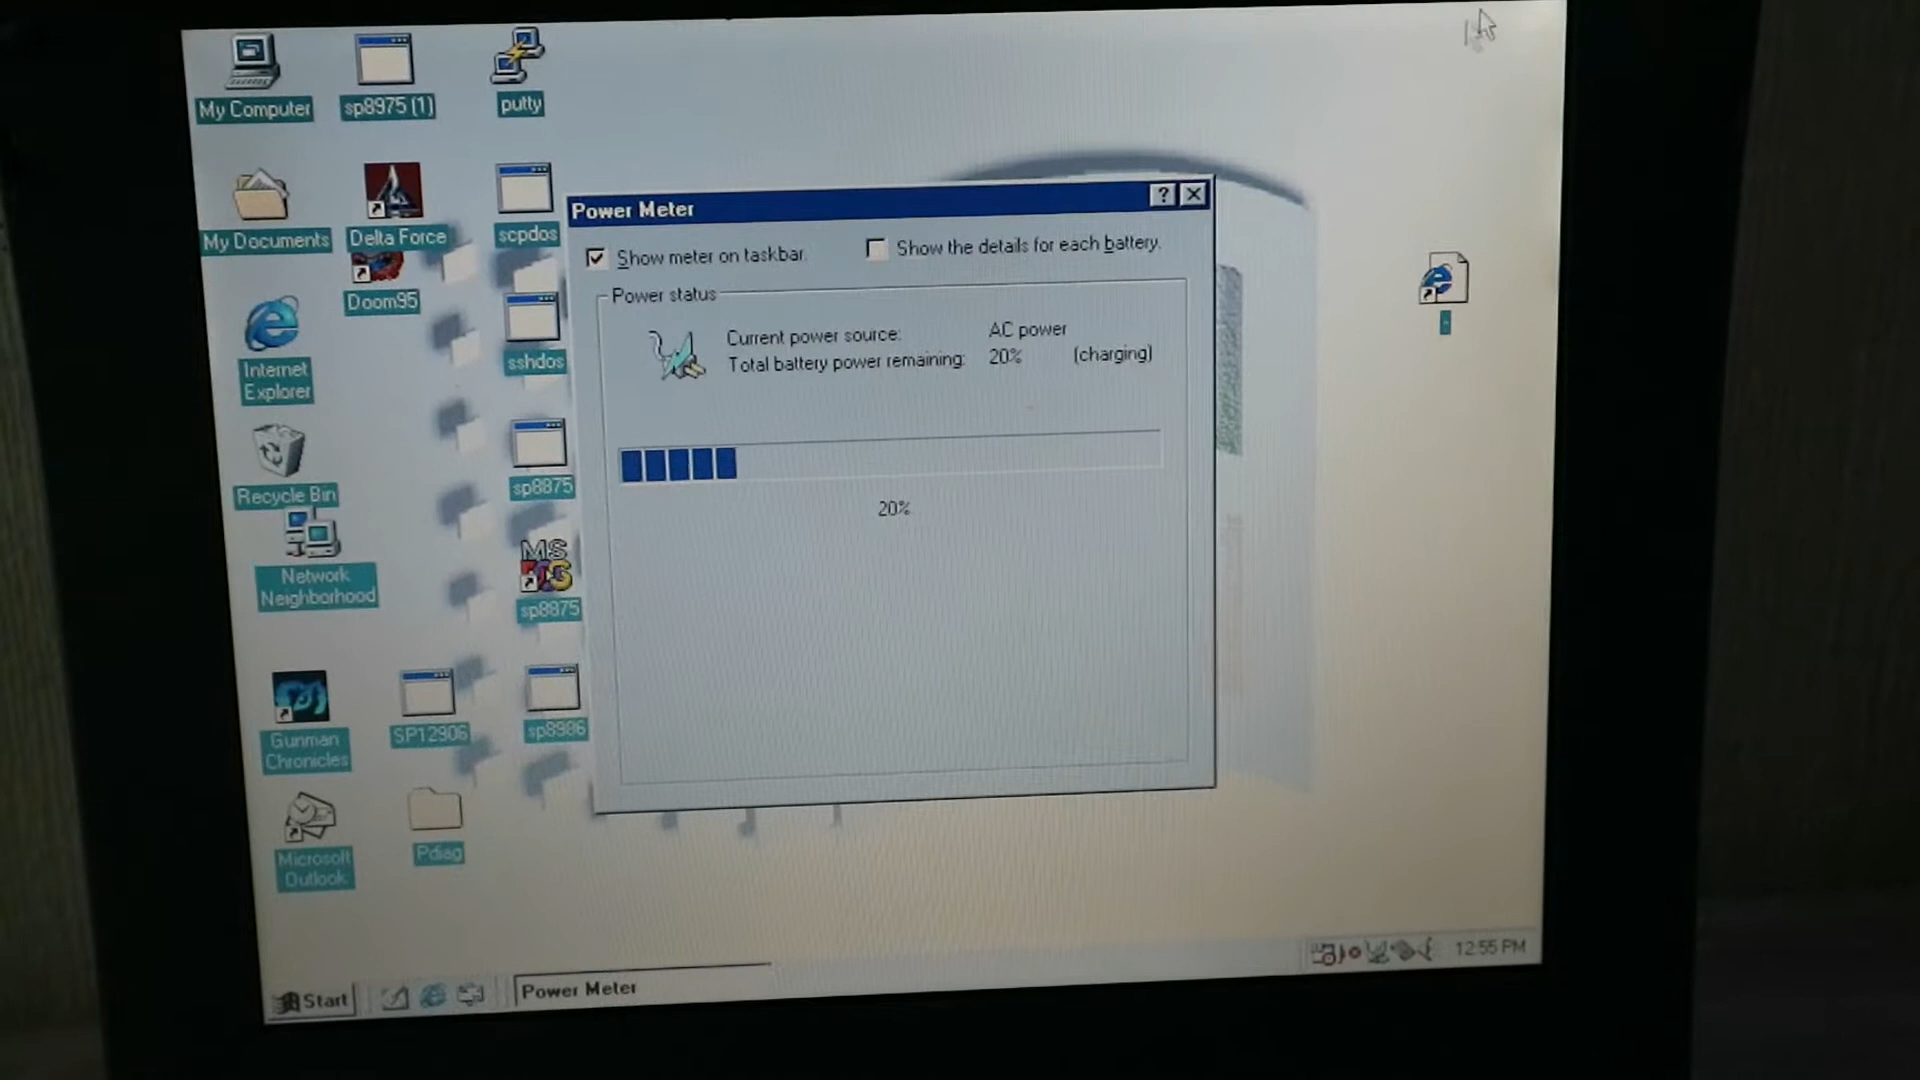 My Computer
sp8975 (1)
putty
My Documents
Delta Force
scpdos
Doom95
Internet
Explorer
sshdos
Recycle Bin
sp8875
Network
Neighborhood
MS
sp8875
Gunman
Chronicles
SP12906
sp8986
Microsoft
Outlook
Pdiag
Power Meter
Show meter on taskbar.
Show the details for each battery.
Power status
Current power source: AC power
Total battery power remaining: 20% (charging)
20%
Start
Power Meter
12:55 PM